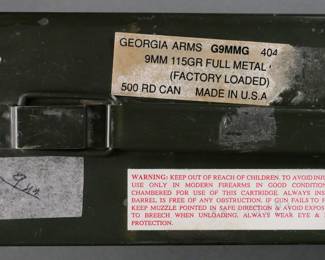 GEORGIA ARMS G9MMG 404
9MM 115GR FULL METAL
(FACTORY LOADED)
500 RD CAN MADE IN U.S.A
WARNING: KEEP OUT OF REACH OF CHILDREN. TO AVOID INJU
USE ONLY IN MODERN FIREARMS IN GOOD CONDITION
CHAMBERED FOR USE OF THIS CARTRIDGE. ALWAYS INS
BARREL IS FREE OF ANY OBSTRUCTION. IF GUN FAILS TO F
KEEP MUZZLE POINTED IN SAFE DIRECTION & AVOID EXPOS
TO BREECH WHEN UNLOADING. ALWAYS WEAR EYE &
PROTECTION.